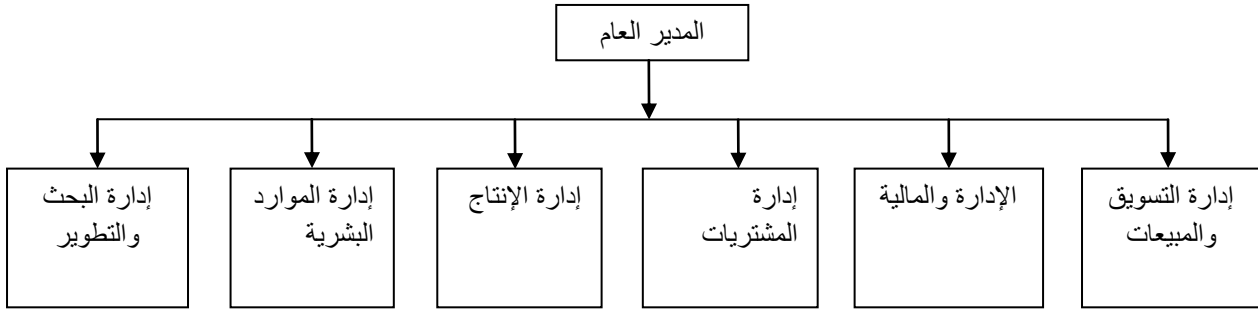 المدير العام
إدارة التسويق
والمبيعات
الإدارة والمالية
إدارة
المشتريات
إدارة الإنتاج
إدارة الموارد
البشرية
إدارة البحث
والتطوير